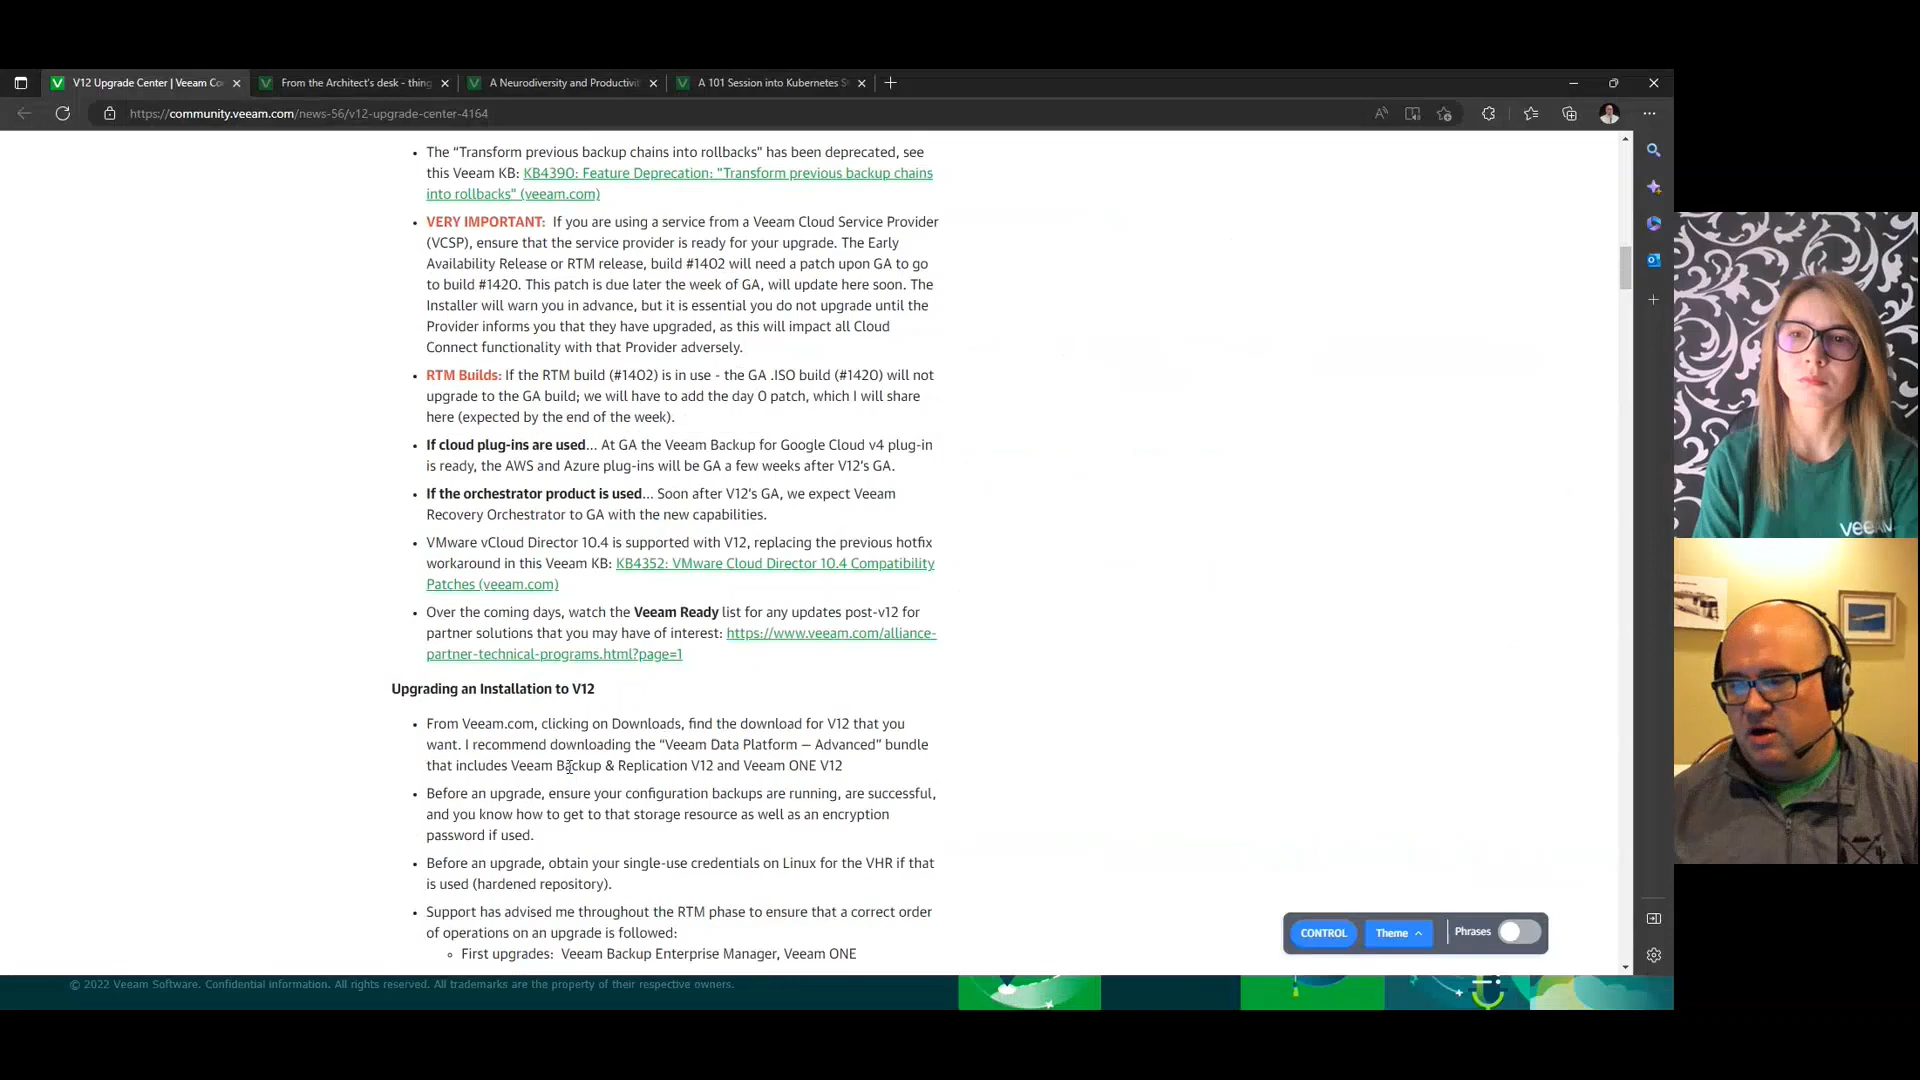 V12 Upgrade Center | Veeam Co
From the Architect's desk - thing
A Neurodiversity and Productivit
A 101 Session into Kubernetes S
https://community.veeam.com/news-56/v12-upgrade-center-4164
The “Transform previous backup chains into rollbacks” has been deprecated, see
this Veeam KB: KB4390: Feature Deprecation: "Transform previous backup chains
into rollbacks" (veeam.com)
VERY IMPORTANT: If you are using a service from a Veeam Cloud Service Provider
(VCSP), ensure that the service provider is ready for your upgrade. The Early
Availability Release or RTM release, build #1402 will need a patch upon GA to go
to build #1420. This patch is due later the week of GA, will update here soon. The
Installer will warn you in advance, but it is essential you do not upgrade until the
Provider informs you that they have upgraded, as this will impact all Cloud
Connect functionality with that Provider adversely.
RTM Builds: If the RTM build (#1402) is in use - the GA .ISO build (#1420) will not
upgrade to the GA build; we will have to add the day 0 patch, which I will share
here (expected by the end of the week).
If cloud plug-ins are used... At GA the Veeam Backup for Google Cloud v4 plug-in
is ready, the AWS and Azure plug-ins will be GA a few weeks after V12's GA.
If the orchestrator product is used... Soon after V12's GA, we expect Veeam
Recovery Orchestrator to GA with the new capabilities.
VMware vCloud Director 10.4 is supported with V12, replacing the previous hotfix
workaround in this Veeam KB: KB4352: VMware Cloud Director 10.4 Compatibility
Patches (veeam.com)
Over the coming days, watch the Veeam Ready list for any updates post-v12 for
partner solutions that you may have of interest: https://www.veeam.com/alliance-
partner-technical-programs.html?page=1
Upgrading an Installation to V12
From Veeam.com, clicking on Downloads, find the download for V12 that you
want. I recommend downloading the “Veeam Data Platform — Advanced” bundle
that includes Veeam Backup & Replication V12 and Veeam ONE V12
Before an upgrade, ensure your configuration backups are running, are successful,
and you know how to get to that storage resource as well as an encryption
password if used.
Before an upgrade, obtain your single-use credentials on Linux for the VHR if that
is used (hardened repository).
Support has advised me throughout the RTM phase to ensure that a correct order
of operations on an upgrade is followed:
First upgrades: Veeam Backup Enterprise Manager, Veeam ONE
CONTROL
Theme
Phrases
© 2022 Veeam Software. Confidential information. All rights reserved. All trademarks are the property of their respective owners.
veeam